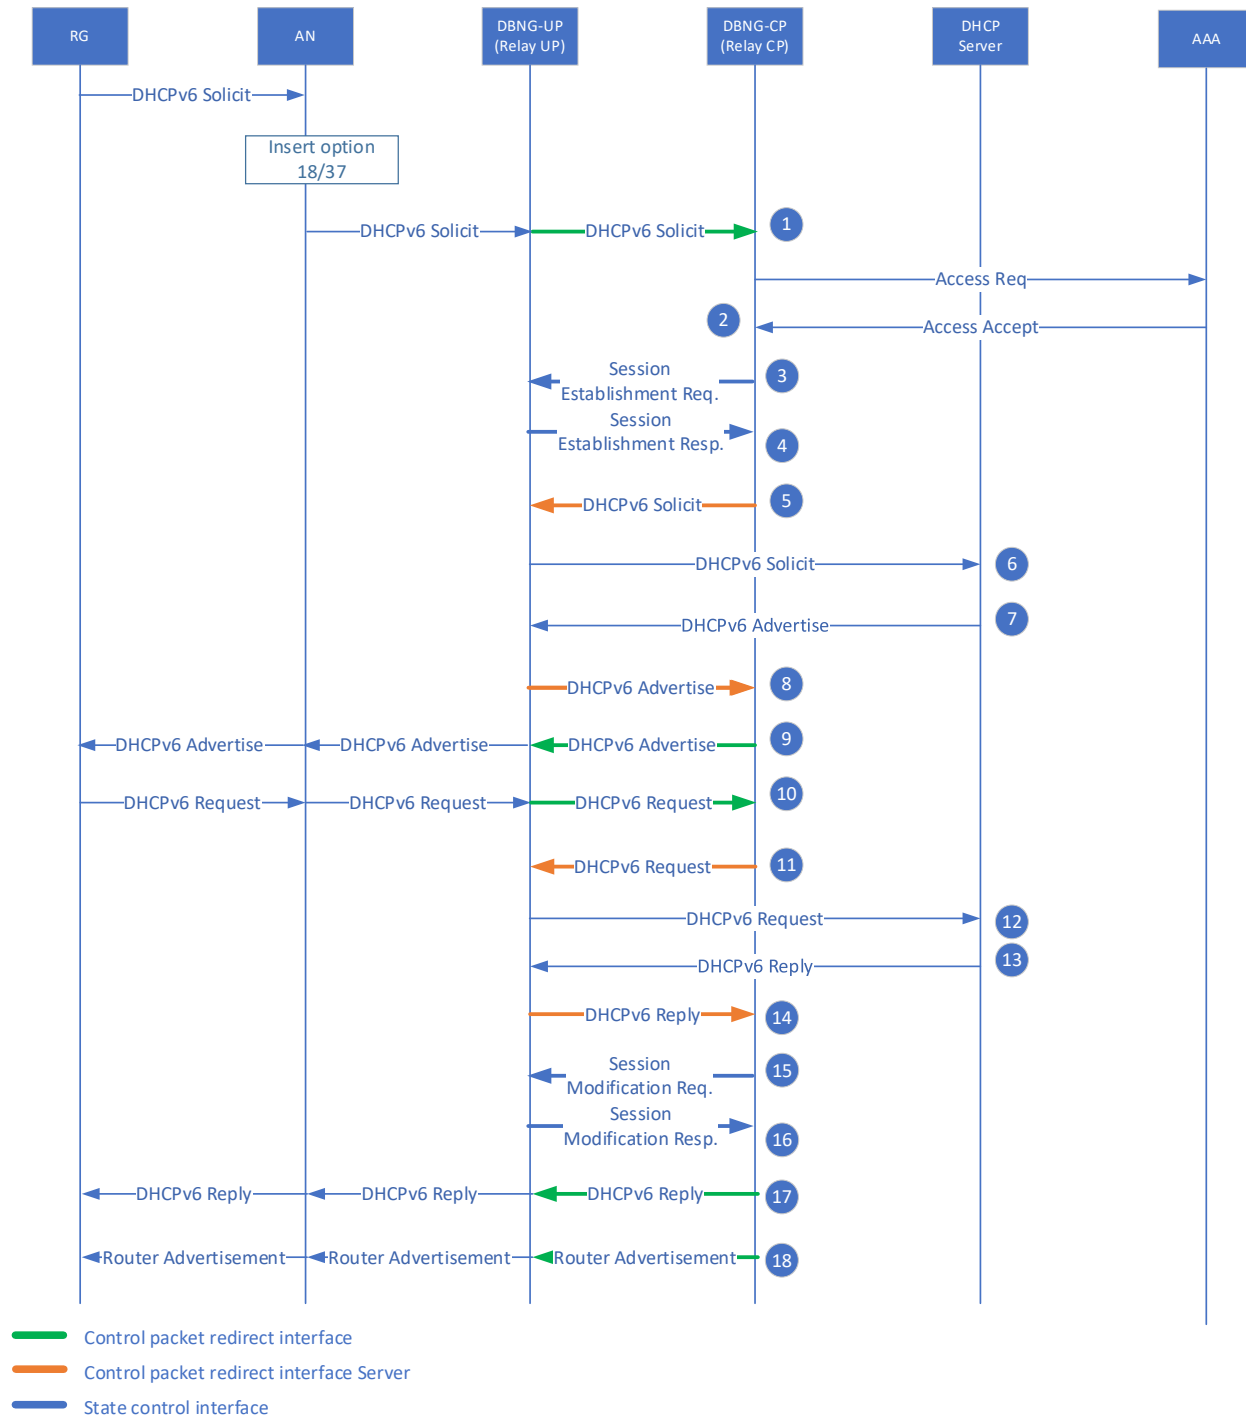 RG
AN
DBNG-UP
(Relay UP)
DBNG-CP
(Relay CP)
DHCP
Server
AAA
DHCPv6 Solicit
Insert option
18/37
DHCPv6 Solicit
DHCPv6 Solicit
1
Access Req
2
Access Accept
Session
Establishment Req.
3
Session
Establishment Resp.
4
DHCPv6 Solicit
5
DHCPv6 Solicit
6
DHCPv6 Advertise
7
DHCPv6 Advertise
8
DHCPv6 Advertise
DHCPv6 Advertise
DHCPv6 Advertise
9
DHCPv6 Request
DHCPv6 Request
DHCPv6 Request
10
DHCPv6 Request
11
DHCPv6 Request
12
DHCPv6 Reply
13
DHCPv6 Reply
14
Session
Modification Req.
15
Session
Modification Resp.
16
DHCPv6 Reply
DHCPv6 Reply
DHCPv6 Reply
17
Router Advertisement
Router Advertisement
Router Advertisement
18
Control packet redirect interface
Control packet redirect interface Server
State control interface